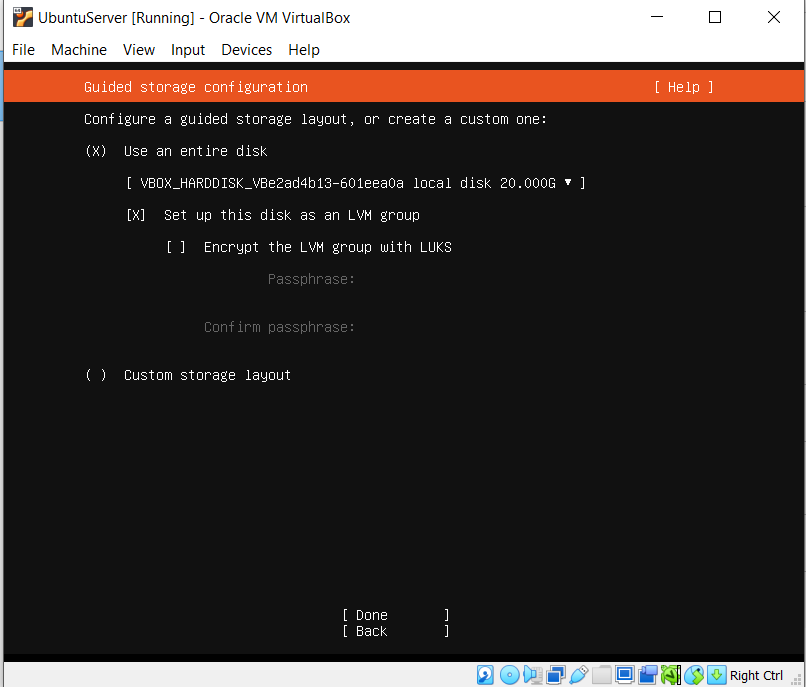 UbuntuServer [Running] - Oracle VM VirtualBox
File Machine View Input Devices Help
Guided storage configuration [ Help ]
Configure a guided storage layout, or create a custom one:
(X) Use an entire disk
[ VBOX_HARDDISK_VBe2ad4b13-601eea0a local disk 20.000G ▾ ]
[X] Set up this disk as an LVM group
[ ] Encrypt the LVM group with LUKS
Passphrase:
Confirm passphrase:
( ) Custom storage layout
[ Done ]
[ Back ]
Right Ctrl